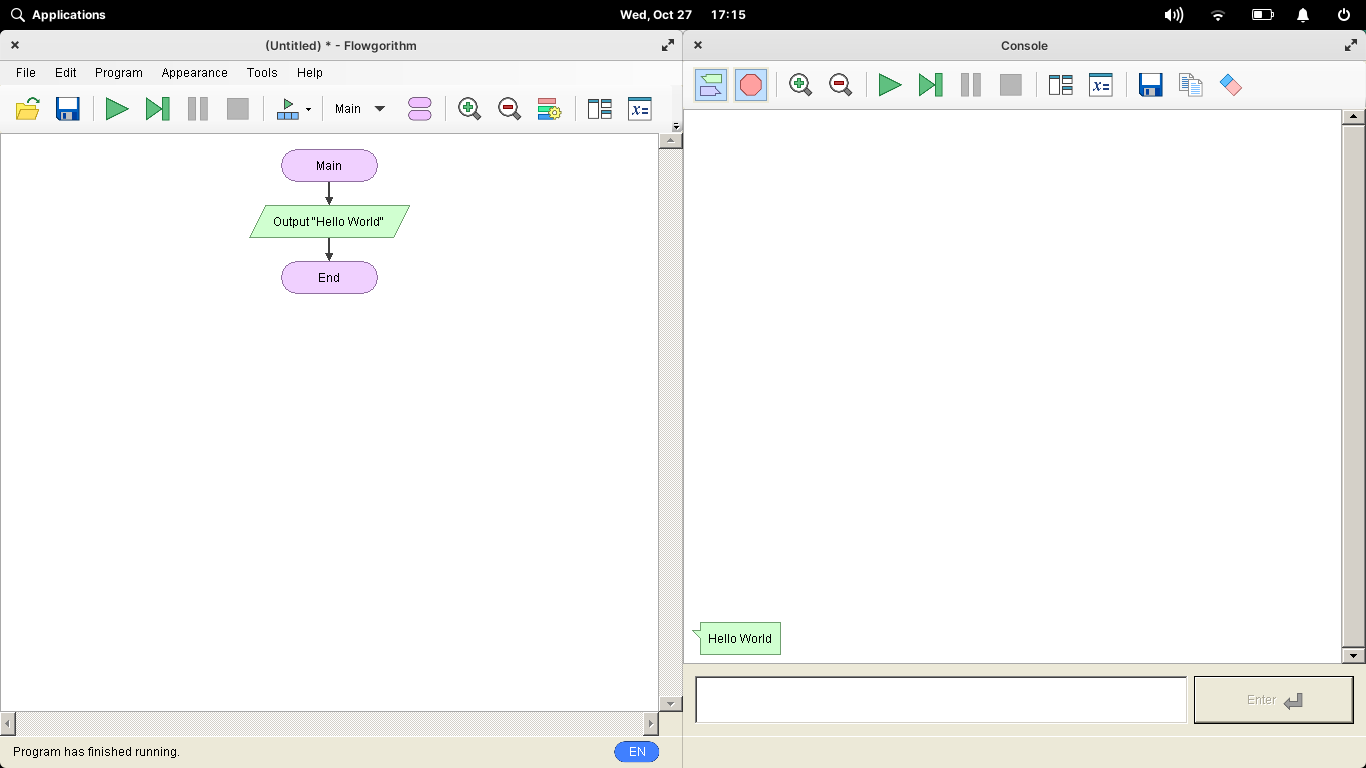 Applications
Wed, Oct 27 17:15
(Untitled) * - Flowgorithm
File Edit Program Appearance Tools Help
Main
x=
Main
Output "Hello World"
End
Program has finished running.
EN
Console
x=
Hello World
Enter